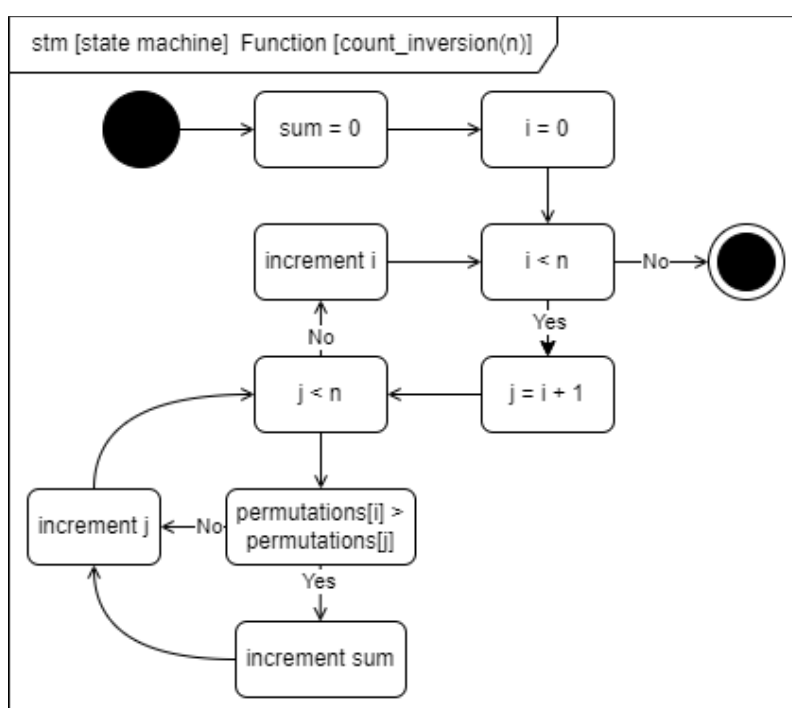 stm [state machine]  Function [count_inversion(n)]
sum = 0
i = 0
increment i
i < n
No
Yes
No
j < n
j = i + 1
increment j
No
permutations[i] >
permutations[j]
Yes
increment sum